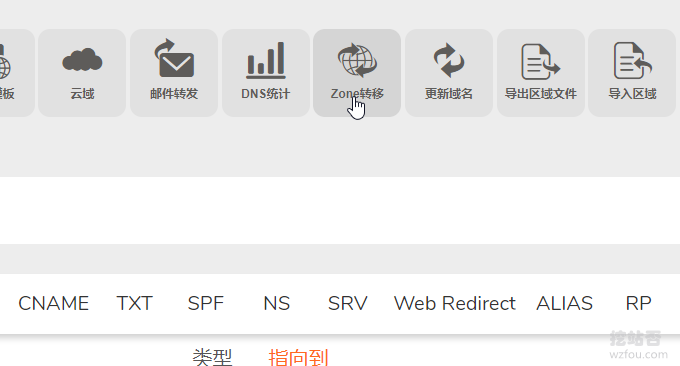 板 云域 邮件转发 DNS统计 Zone转移 更新域名 导出区域文件 导入区域
CNAME TXT SPF NS SRV Web Redirect ALIAS RP
挖站否
wzfou.com
类型 指向到